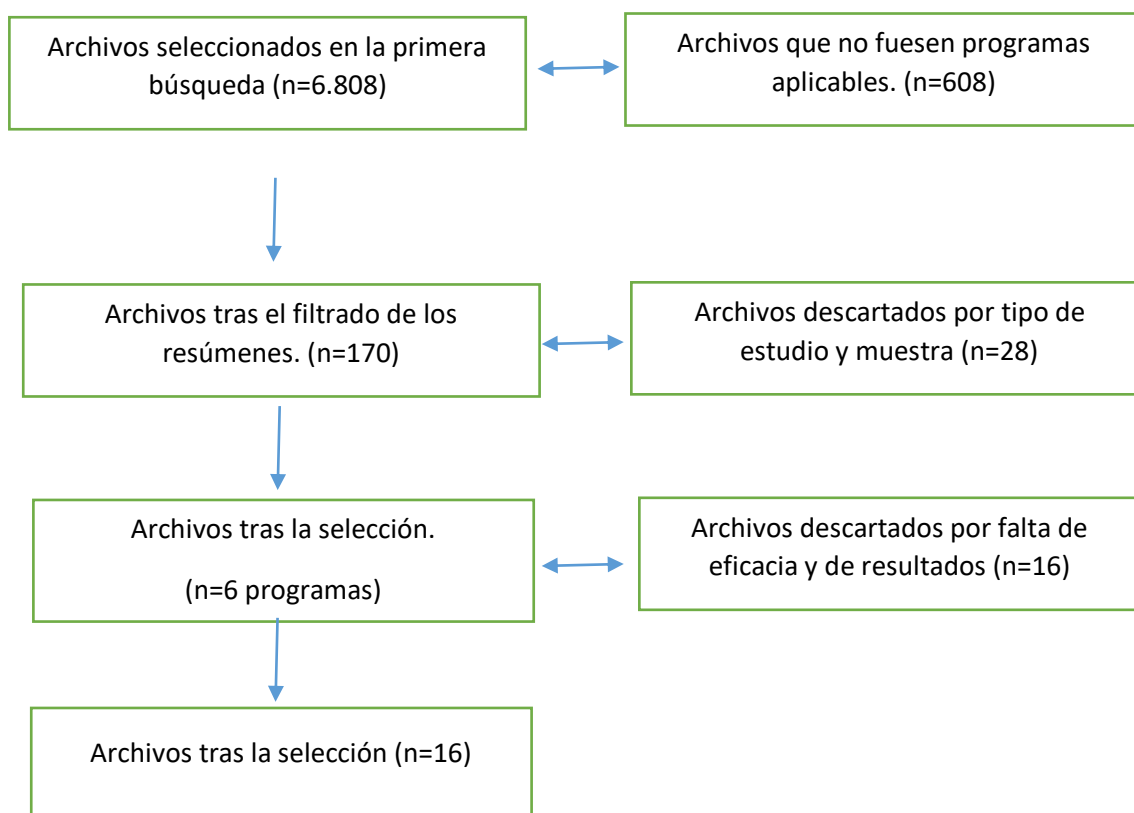 Archivos seleccionados en la primera
búsqueda (n=6.808)
Archivos que no fuesen programas
aplicables. (n=608)
Archivos tras el filtrado de los
resúmenes. (n=170)
Archivos descartados por tipo de
estudio y muestra (n=28)
Archivos tras la selección.
(n=6 programas)
Archivos descartados por falta de
eficacia y de resultados (n=16)
Archivos tras la selección (n=16)